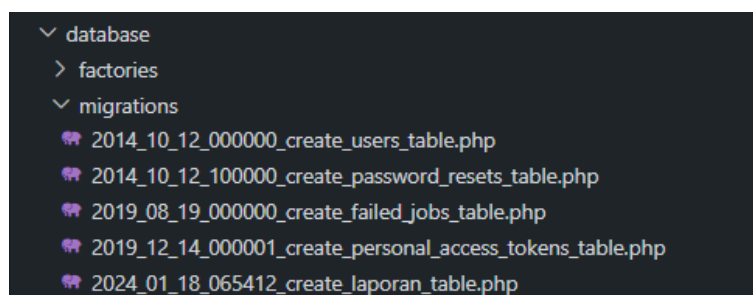 database
factories
migrations
2014_10_12_000000_create_users_table.php
2014_10_12_100000_create_password_resets_table.php
2019_08_19_000000_create_failed_jobs_table.php
2019_12_14_000001_create_personal_access_tokens_table.php
2024_01_18_065412_create_laporan_table.php